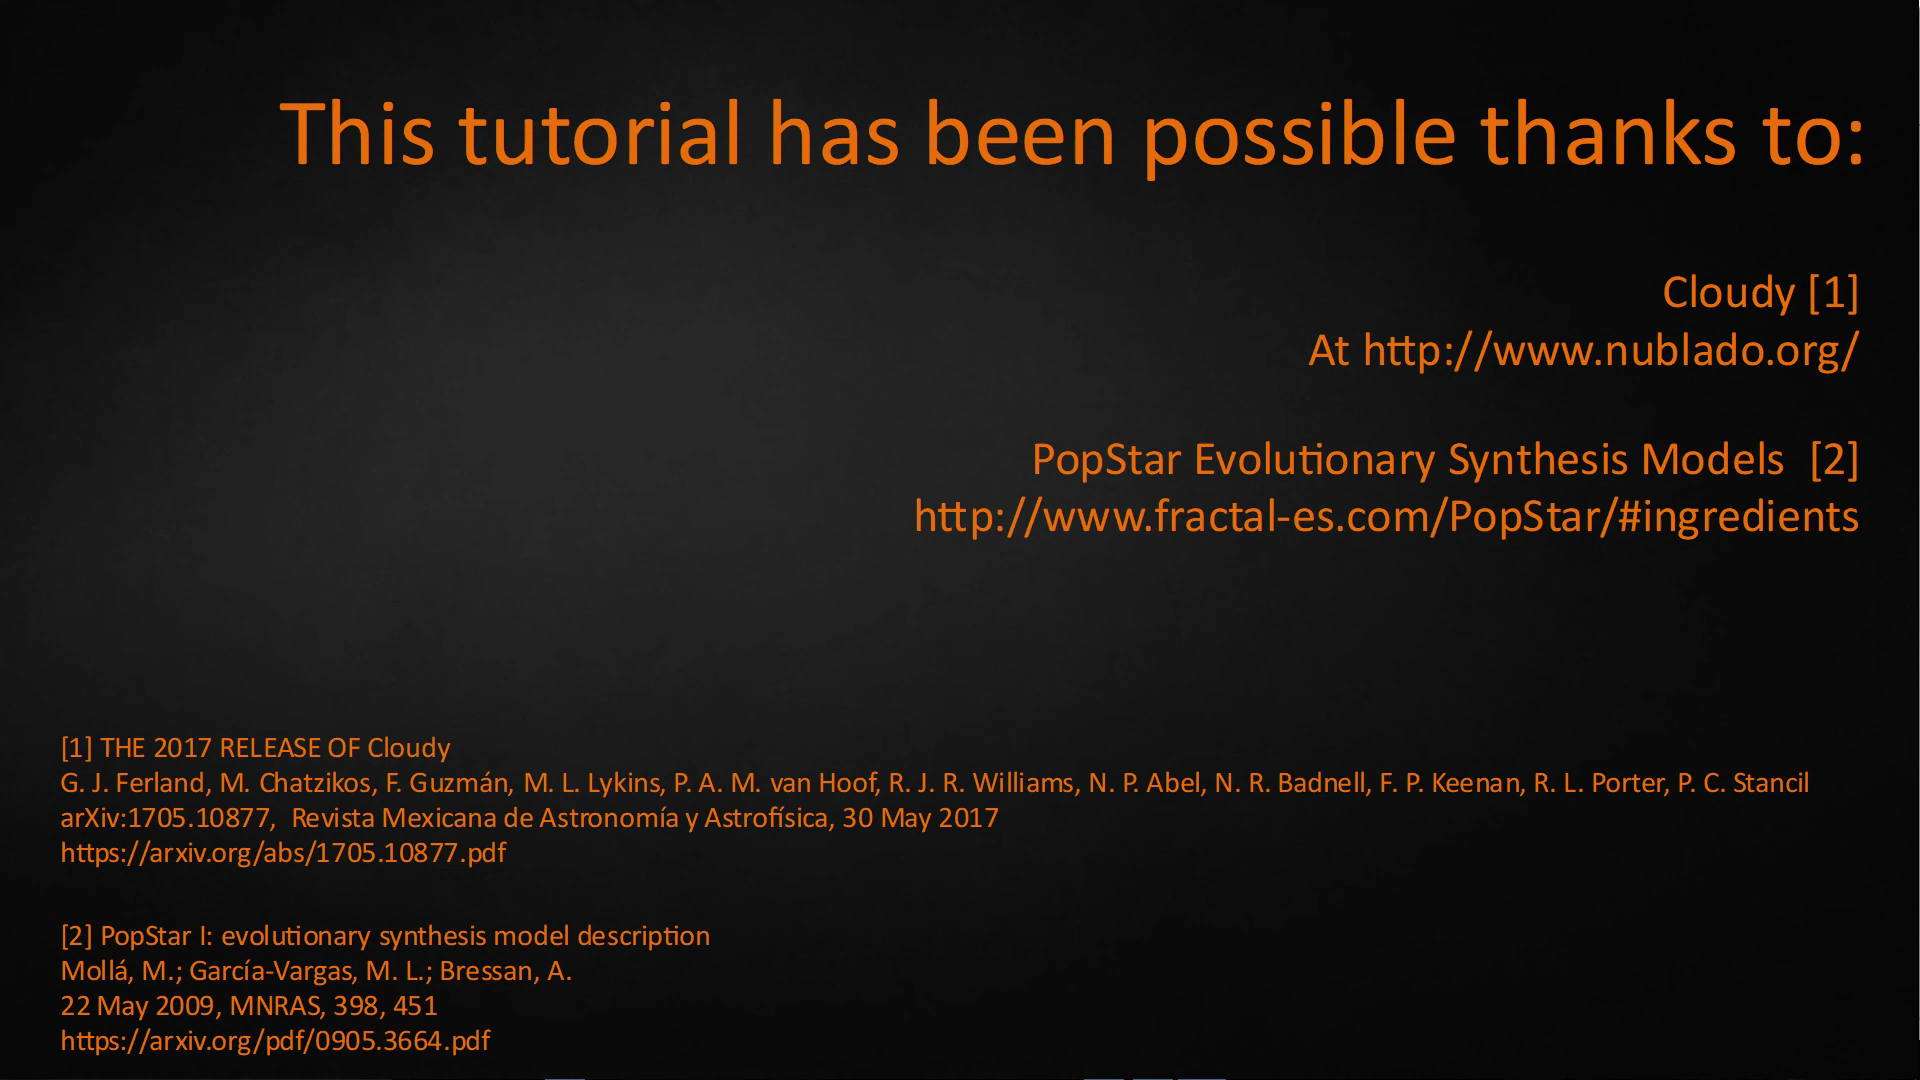 This tutorial has been possible thanks to:
Cloudy [1]
At http://www.nublado.org/
PopStar Evolutionary Synthesis Models  [2]
http://www.fractal-es.com/PopStar/#ingredients
[1] THE 2017 RELEASE OF Cloudy
G. J. Ferland, M. Chatzikos, F. Guzmán, M. L. Lykins, P. A. M. van Hoof, R. J. R. Williams, N. P. Abel, N. R. Badnell, F. P. Keenan, R. L. Porter, P. C. Stancil
arXiv:1705.10877,  Revista Mexicana de Astronomía y Astrofísica, 30 May 2017
https://arxiv.org/abs/1705.10877.pdf
[2] PopStar I: evolutionary synthesis model description
Mollá, M.; García-Vargas, M. L.; Bressan, A.
22 May 2009, MNRAS, 398, 451
https://arxiv.org/pdf/0905.3664.pdf